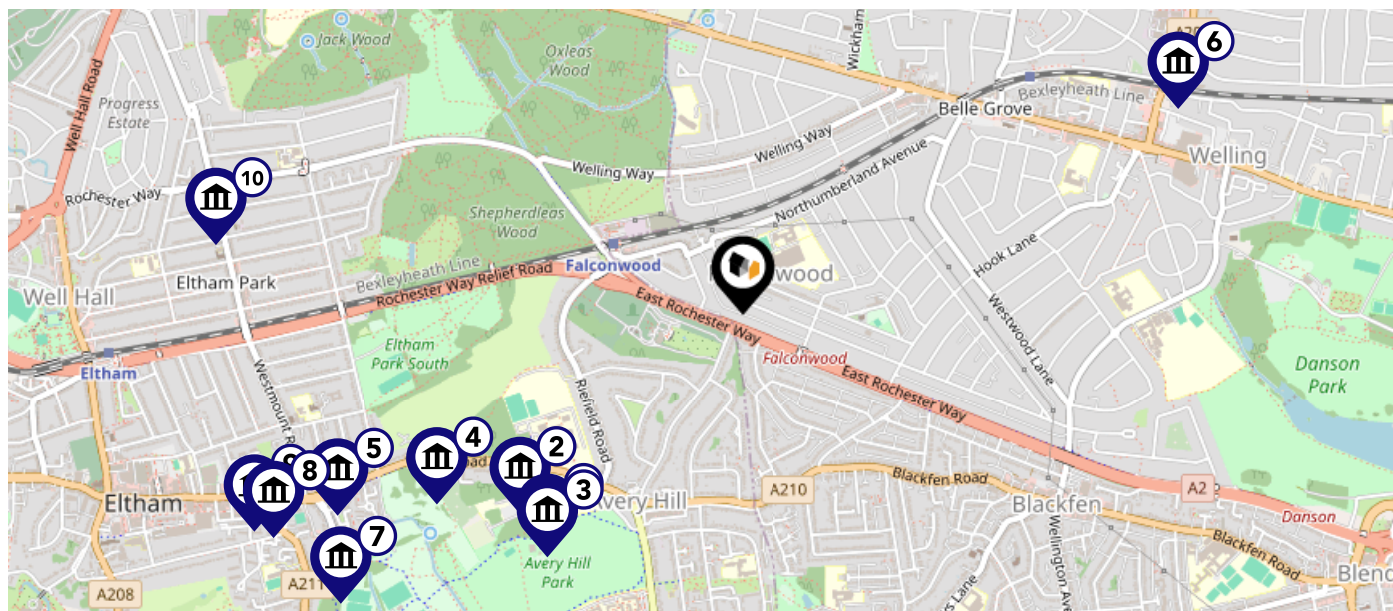 Jack Wood
Oxleas
Wood
Wickham
6
Well Hall Road
Progress
Estate
Bexleyheath Line
Belle Grove
Welling Way
Welling
Rochester Way
10
Welling Way
Northumberland Avenue
Shepherdleas
Wood
Hook Lane
Falconwood
wood
Bexleyheath Line
Eltham Park
Rochester Way Relief Road
Well Hall
East Rochester Way
Westwood Lane
Eltham
Park South
Falconwood
Danson
Park
Eltham
East Rochester Way
Westmount R
Riefield Road
4
5
2
9
8
3
Eltham
Avery Hill
A210
Blackfen Road
Blackfen
A2
Danson
7
Avery Hill
Park
Wellington Ave
Blackfen Road
A208
A211
Blend